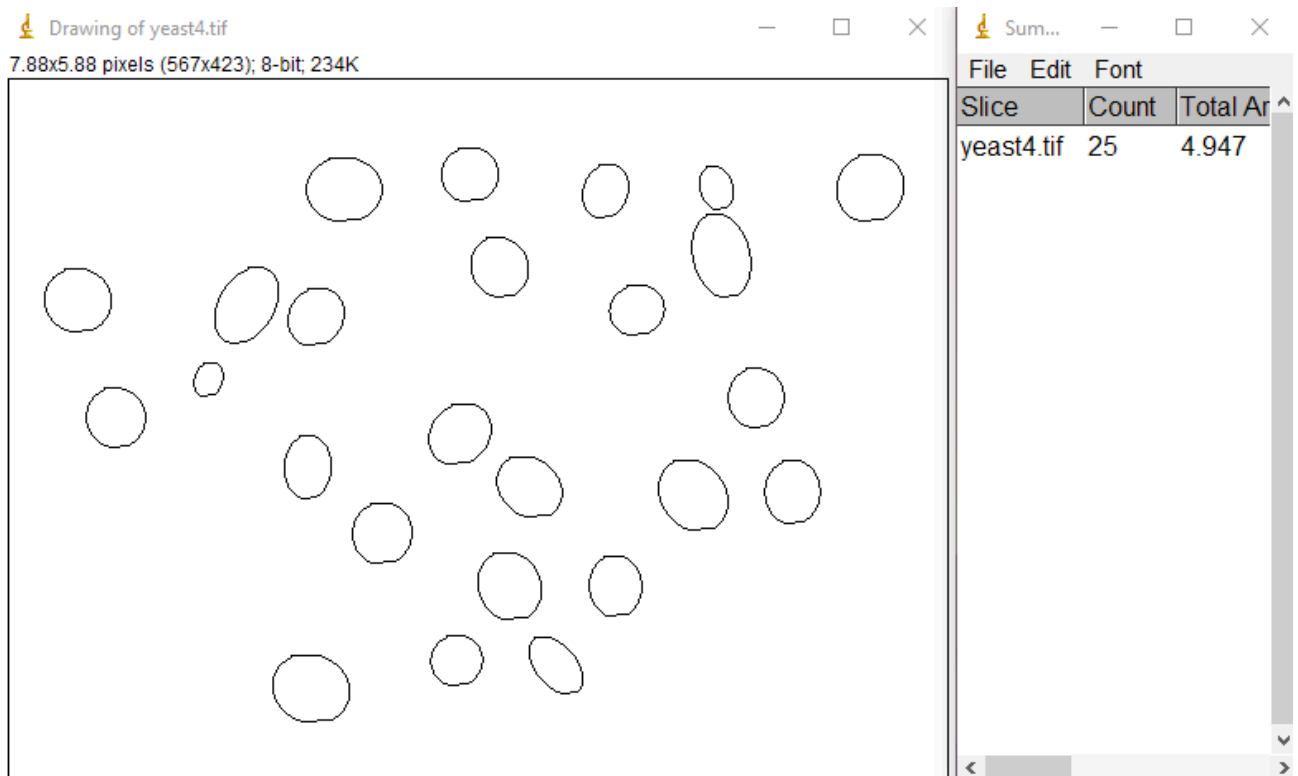 Drawing of yeast4.tif
7.88x5.88 pixels (567x423); 8-bit; 234K
Sum...
File Edit Font
Slice Count Total Ar
yeast4.tif 25 4.947